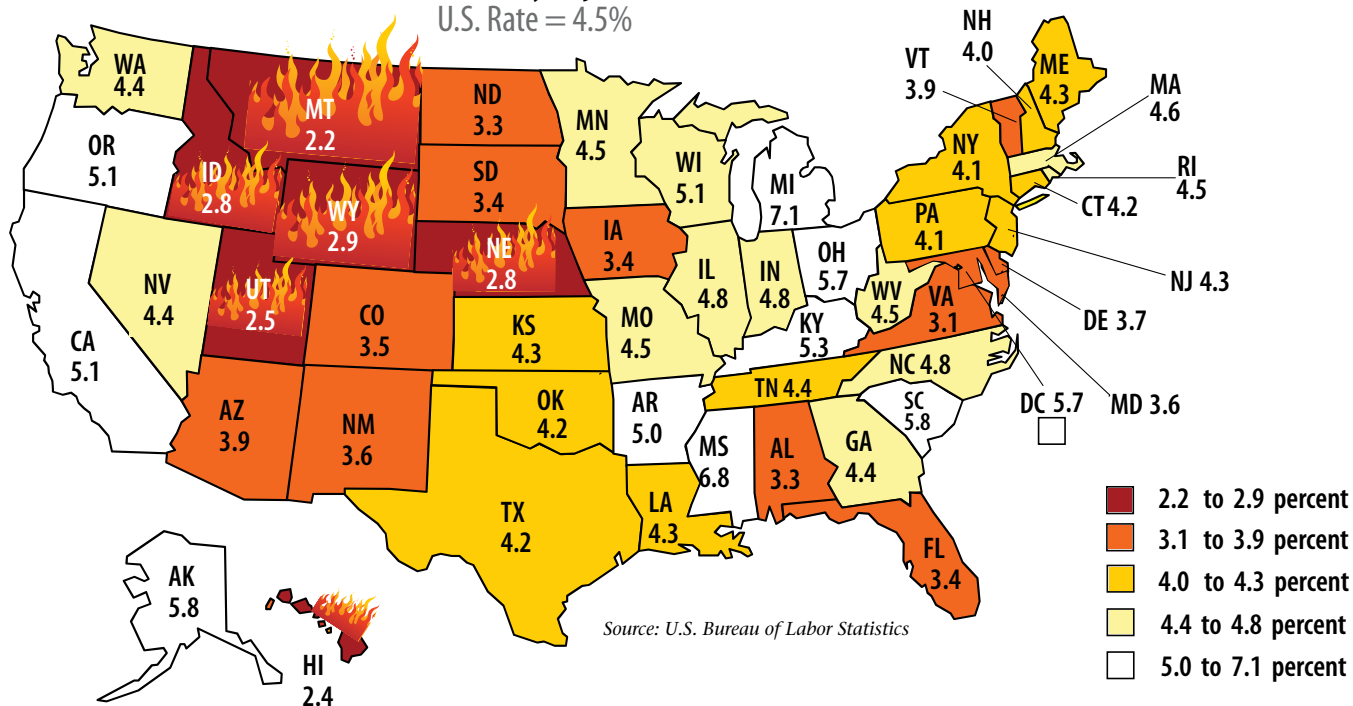 U.S. Rate = 4.5%
WA
4.4
OR
5.1
CA
5.1
NV
4.4
ID
2.8
MT
2.2
WY
2.9
UT
2.5
AZ
3.9
CO
3.5
NM
3.6
ND
3.3
SD
3.4
NE
2.8
KS
4.3
OK
4.2
TX
4.2
MN
4.5
IA
3.4
MO
4.5
AR
5.0
LA
4.3
WI
5.1
IL
4.8
IN
4.8
MI
7.1
OH
5.7
KY
5.3
TN 4.4
MS
6.8
AL
3.3
GA
4.4
FL
3.4
SC
5.8
NC 4.8
VA
3.1
WV
4.5
PA
4.1
NY
4.1
VT
3.9
NH
4.0
ME
4.3
MA
4.6
RI
4.5
CT 4.2
NJ 4.3
DE 3.7
MD 3.6
DC 5.7
AK
5.8
HI
2.4
Source: U.S. Bureau of Labor Statistics
2.2 to 2.9 percent
3.1 to 3.9 percent
4.0 to 4.3 percent
4.4 to 4.8 percent
5.0 to 7.1 percent